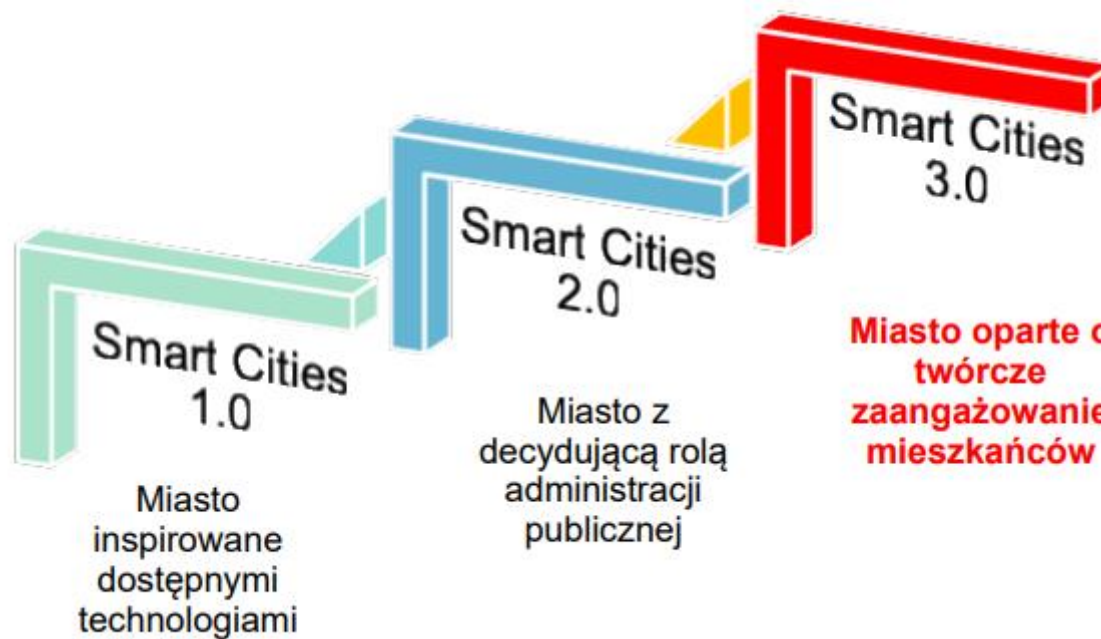 Smart Cities
1.0
Miasto
inspirowane
dostępnymi
technologiami
Smart Cities
2.0
Miasto z
decydującą rolą
administracji
publicznej
Smart Cities
3.0
Miasto oparte o
twórcze
zaangażowanie
mieszkańców